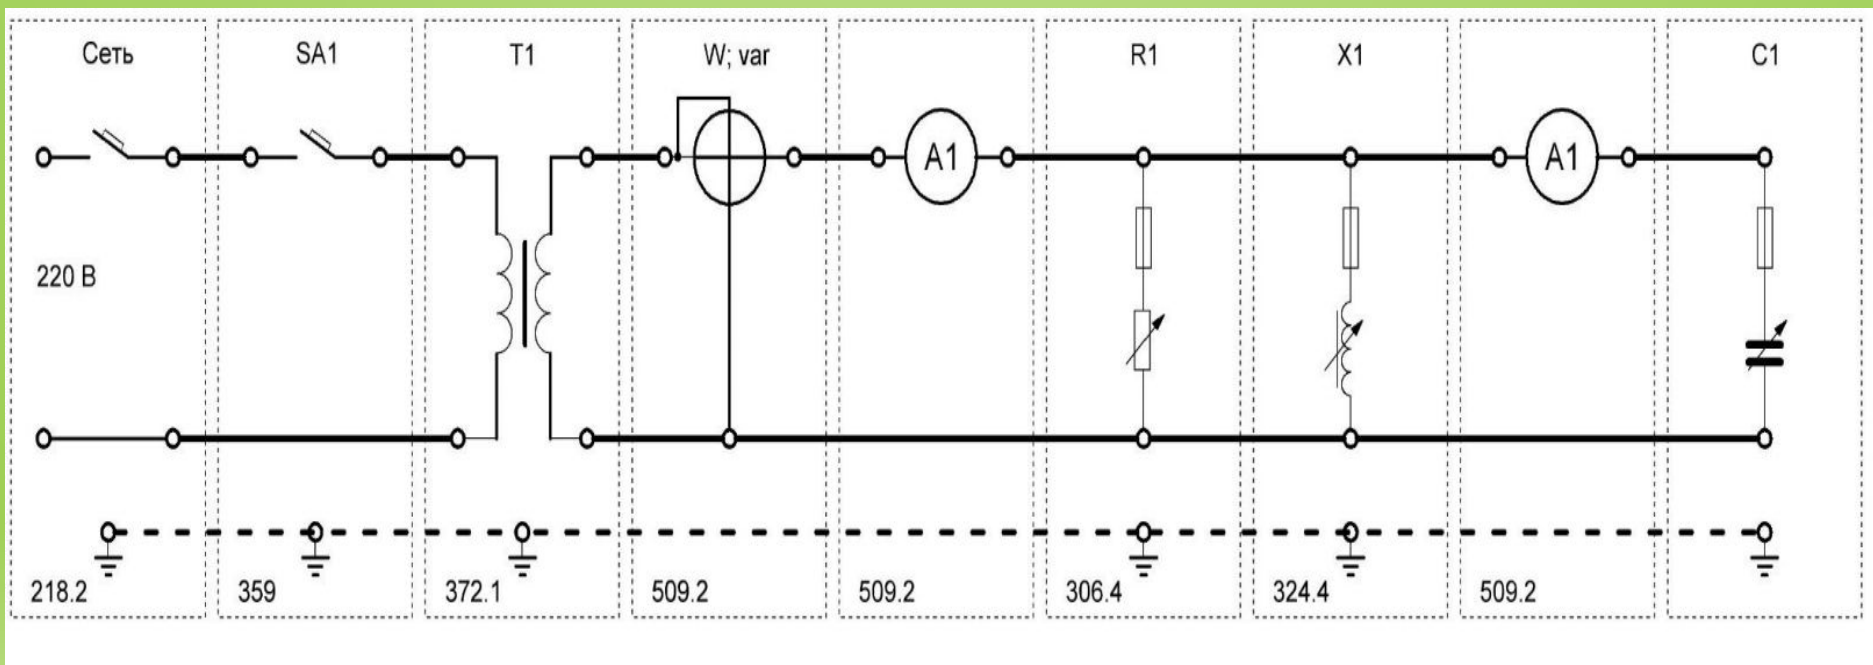 Сеть
SA1
T1
W; var
R1
X1
C1
A1
A1
220 В
218.2
359
372.1
509.2
509.2
306.4
324.4
509.2